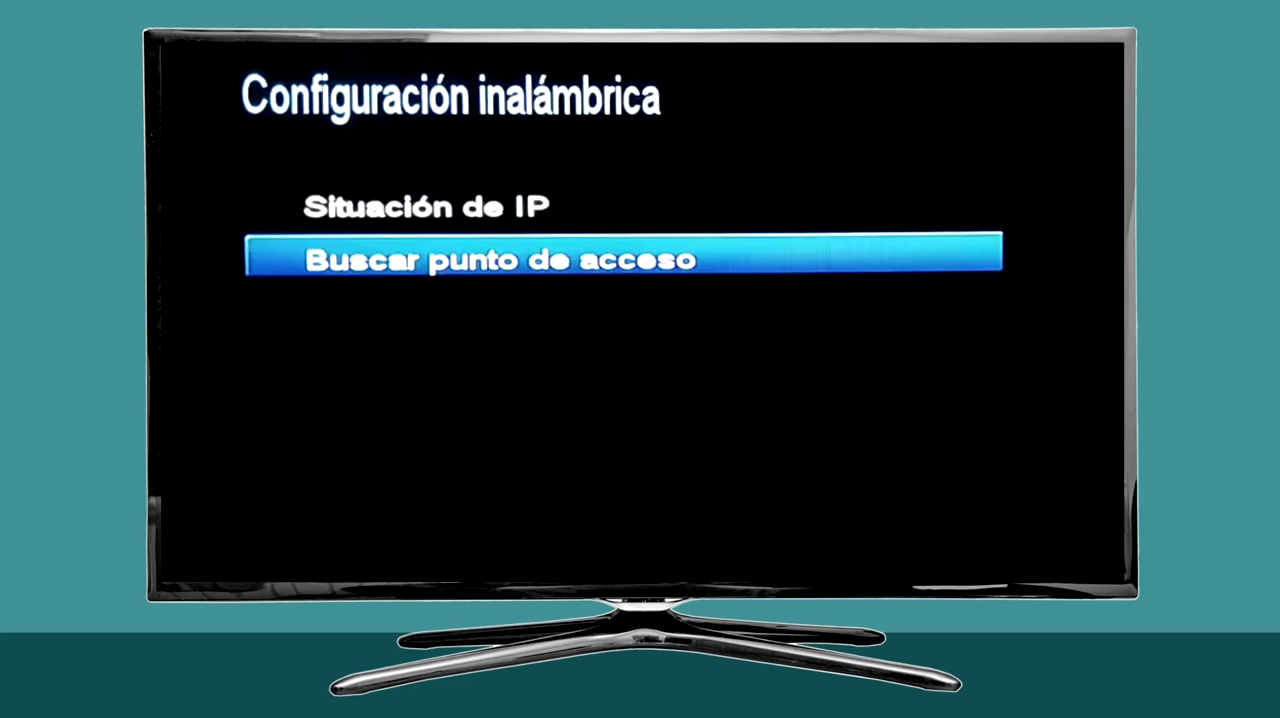 Configuración inalámbrica
Situación de IP
Buscar punto de acceso